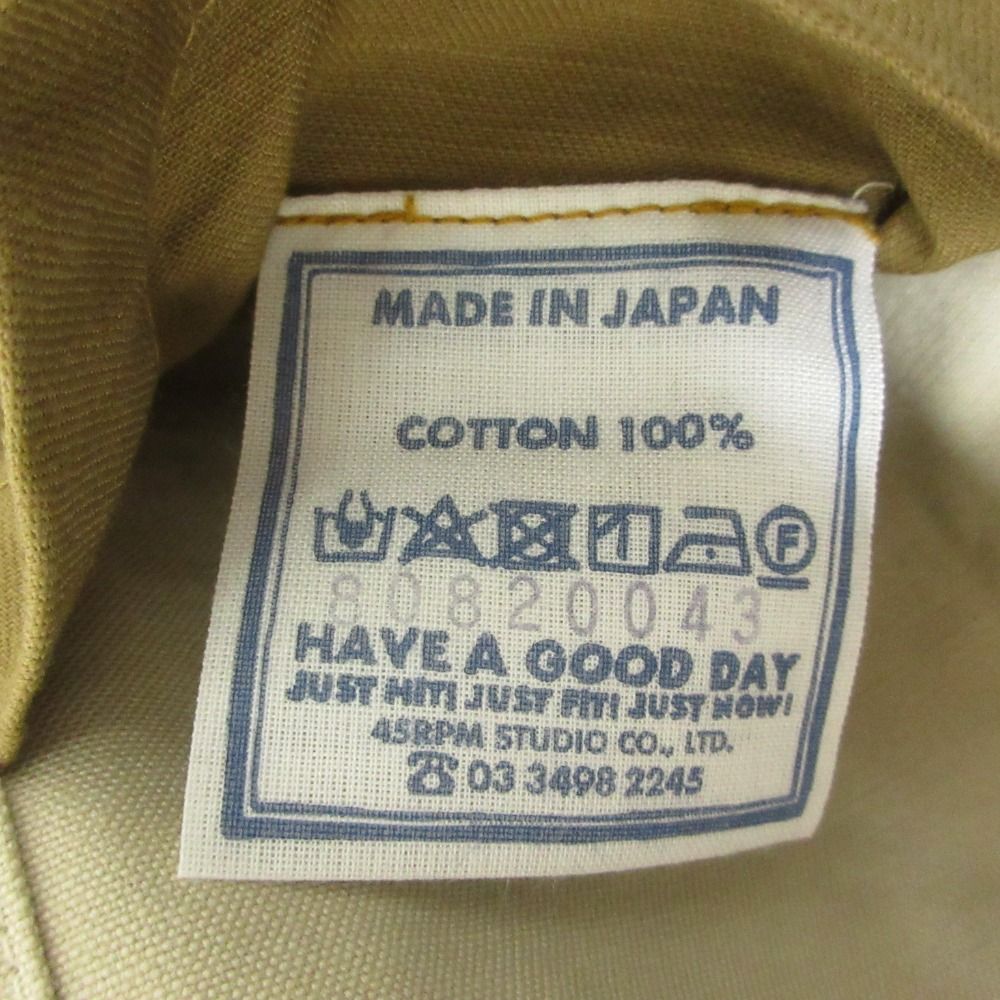 MADE IN JAPAN
COTTON 100%
F
80820043
HAVE A GOOD DAY
JUST HIT! JUST FIT! JUST NOW!
45RPM STUDIO CO., LTD.
☎ 03 3498 2245